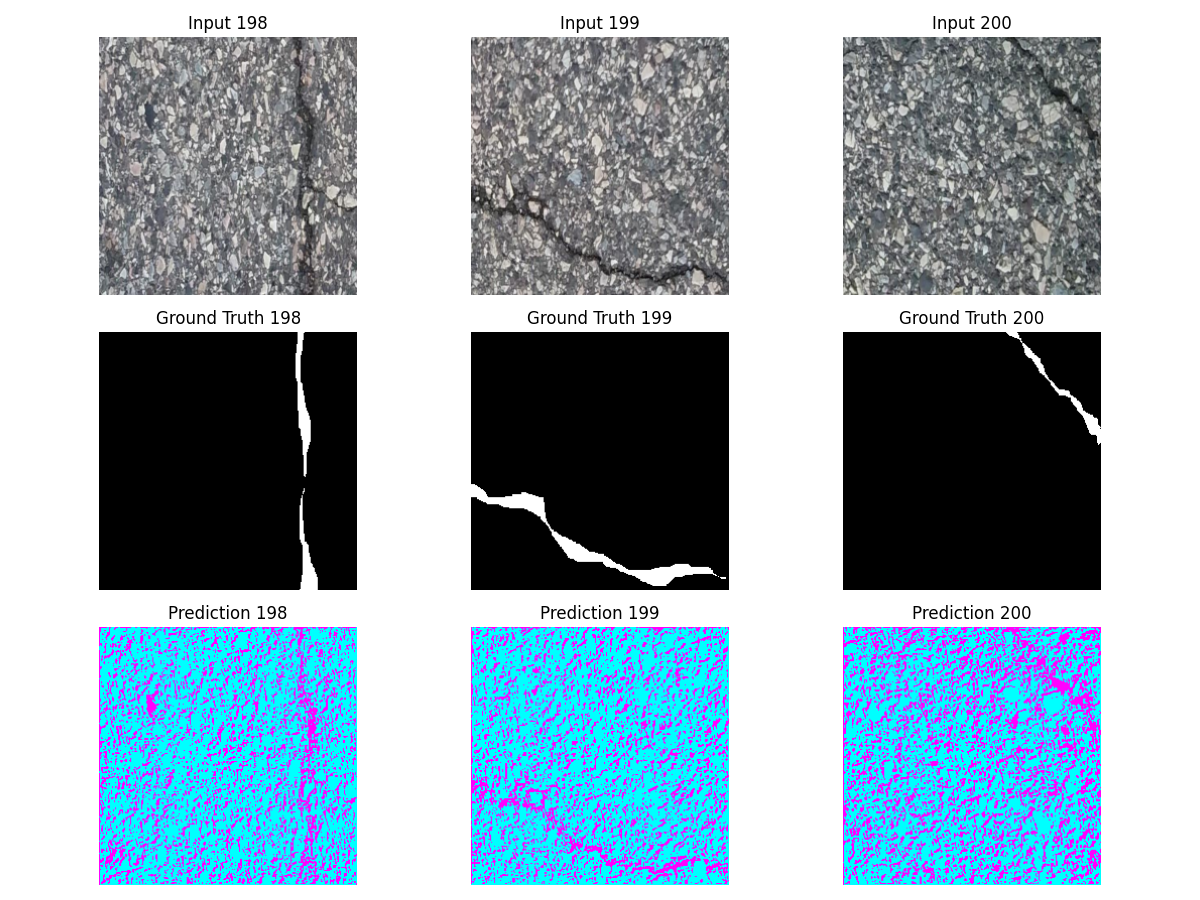 Input 198
Input 199
Input 200
Ground Truth 198
Ground Truth 199
Ground Truth 200
Prediction 198
Prediction 199
Prediction 200